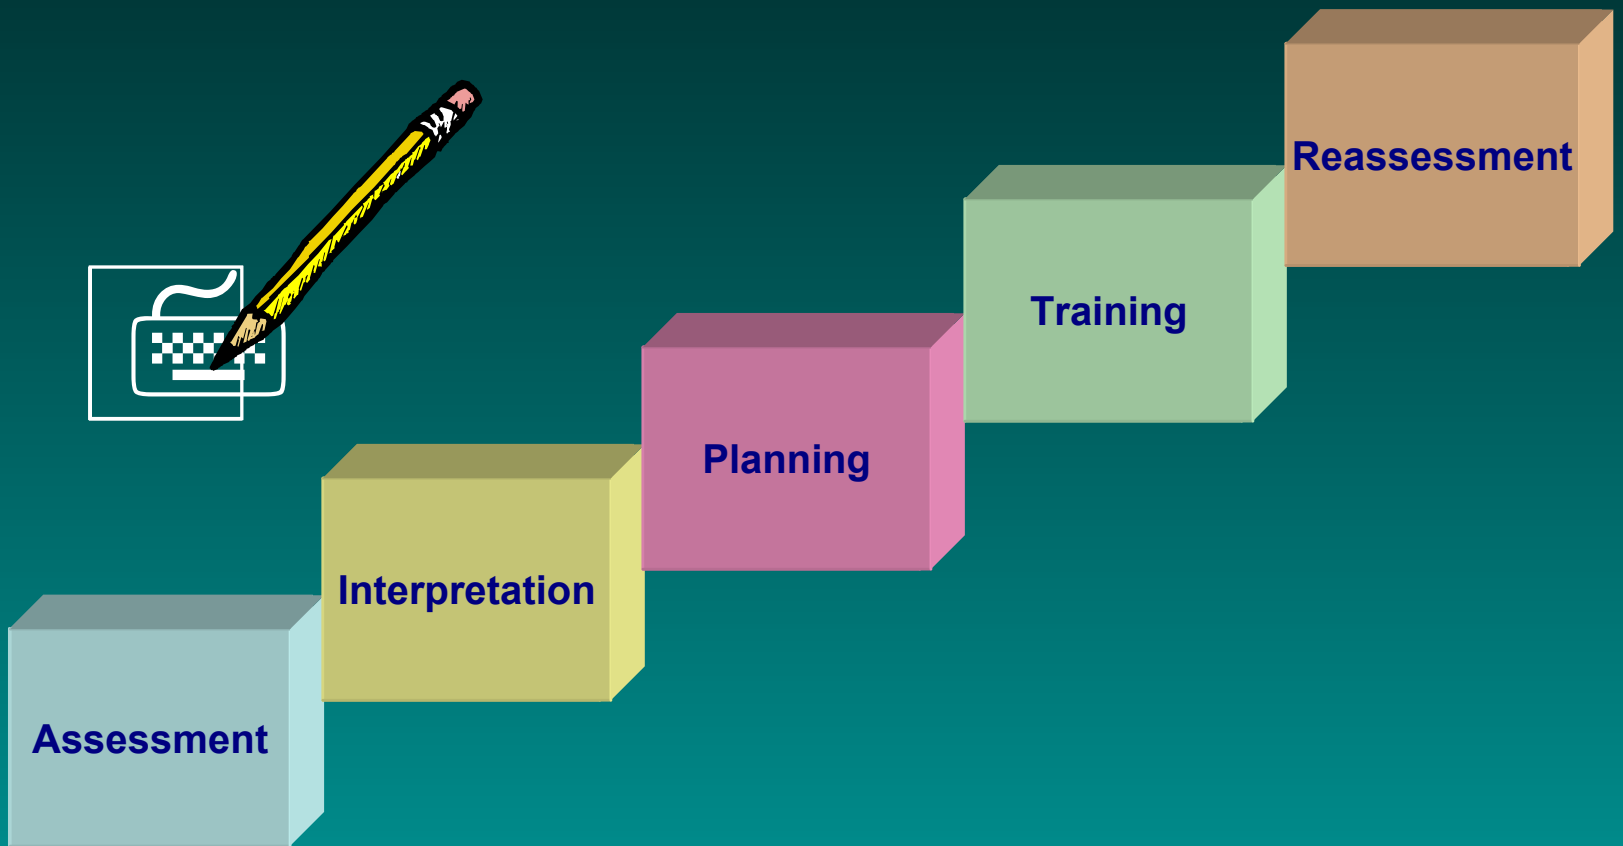 Reassessment
Training
Planning
Interpretation
Assessment